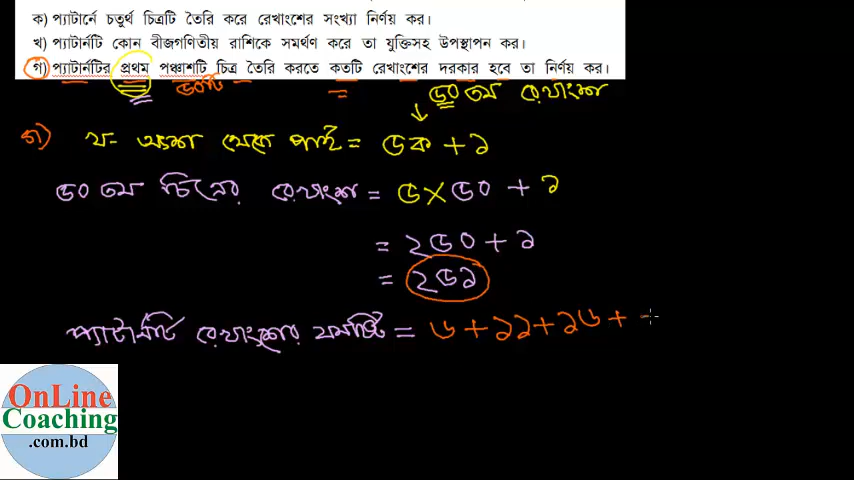 ক) প্যাটার্নে চতুর্থ চিত্রটি তৈরি করে রেখাংশের সংখ্যা নির্ণয় কর।
খ) প্যাটার্নটি কোন বীজগণিতীয় রাশিকে সমর্থণ করে তা যুক্তিসহ উপস্থাপন কর।
গ) প্যাটার্নটির প্রথম পঞ্চাশটি চিত্র তৈরি করতে কতটি রেখাংশের দরকার হবে তা নির্ণয় কর।
৫০টি = ৫০ তম রেখাংশ
গ) খ- অংশ থেকে পাই = ৫ক + ১
৫০ তম চিত্রের রেখাংশ = ৫ × ৫০ + ১
= ২৫০ + ১
= ২৫১
প্যাটার্নটি রেখাংশের সমষ্টি = ৬ + ১১ + ১৬ + -
OnLine
Coaching
.com.bd